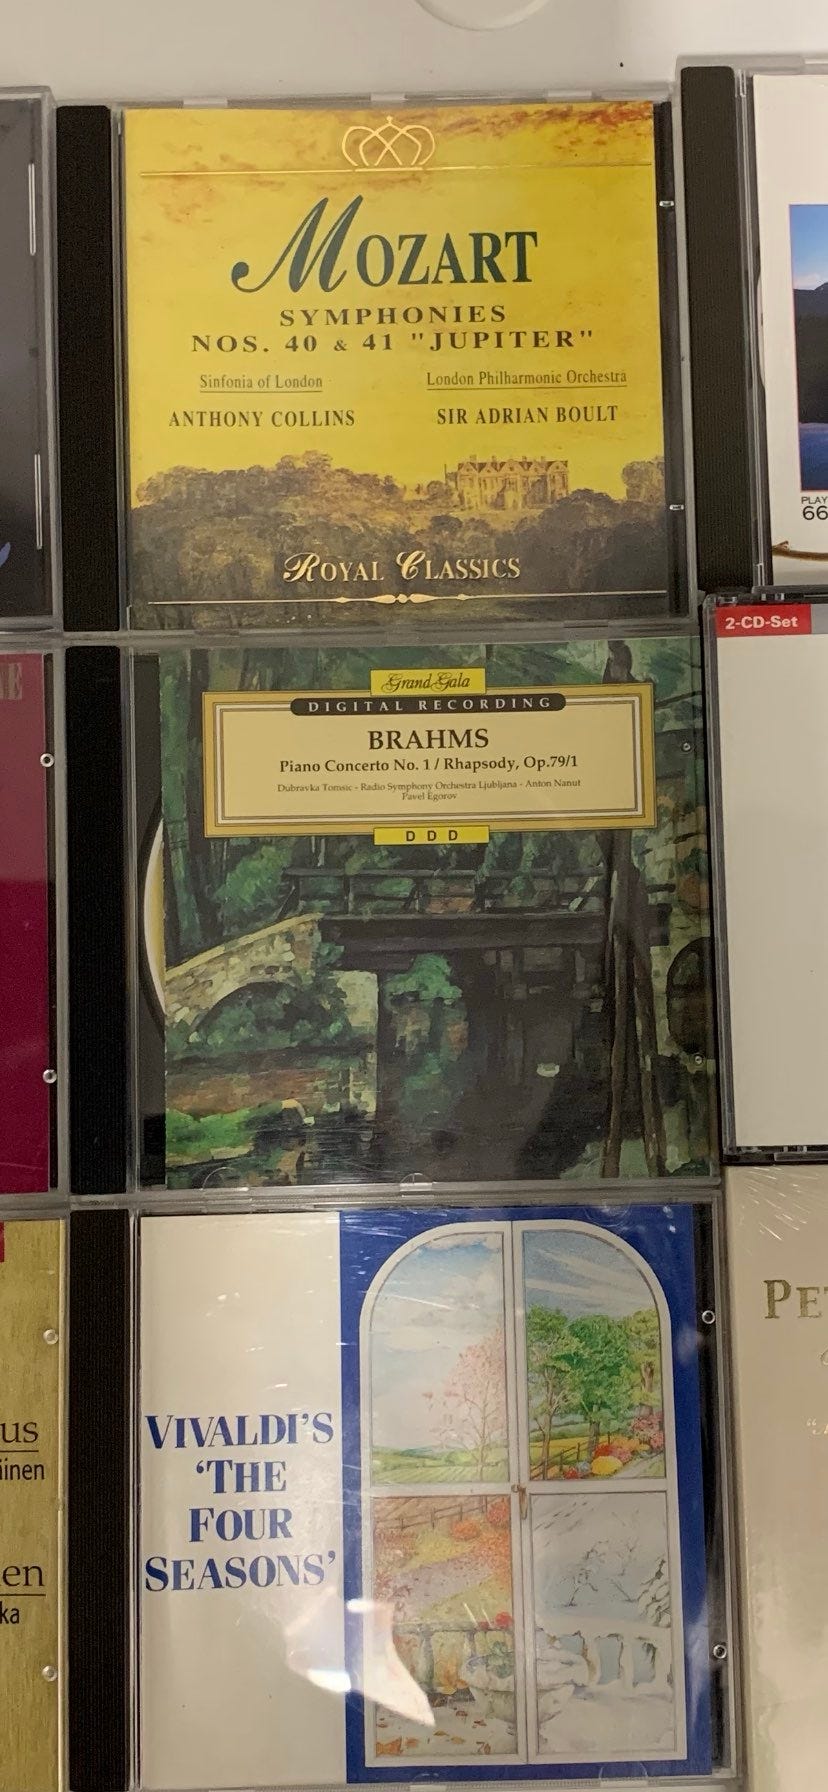 MOZART
SYMPHONIES
NOS. 40 & 41 "JUPITER"
Sinfonia of London
ANTHONY COLLINS
London Philharmonic Orchestra
SIR ADRIAN BOULT
ROYAL CLASSICS
PLAY
66
2-CD-Set
Grand Gala
DIGITAL RECORDING
BRAHMS
Piano Concerto No. 1 / Rhapsody, Op.79/1
Dubravka Tomsic - Radio Symphony Orchestra Ljubljana - Anton Nanut
Pavel Egorov
D D D
VIVALDI'S
'THE
FOUR
SEASONS'
us
inen
en
ka
PE